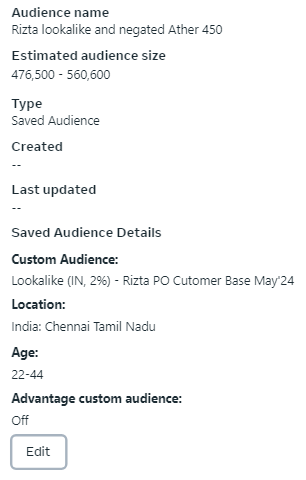 Audience name
Rizta lookalike and negated Ather 450
Estimated audience size
476,500 - 560,600
Type
Saved Audience
Created
--
Last updated
--
Saved Audience Details
Custom Audience:
Lookalike (IN, 2%) - Rizta PO Cutomer Base May'24
Location:
India: Chennai Tamil Nadu
Age:
22-44
Advantage custom audience:
Off
Edit